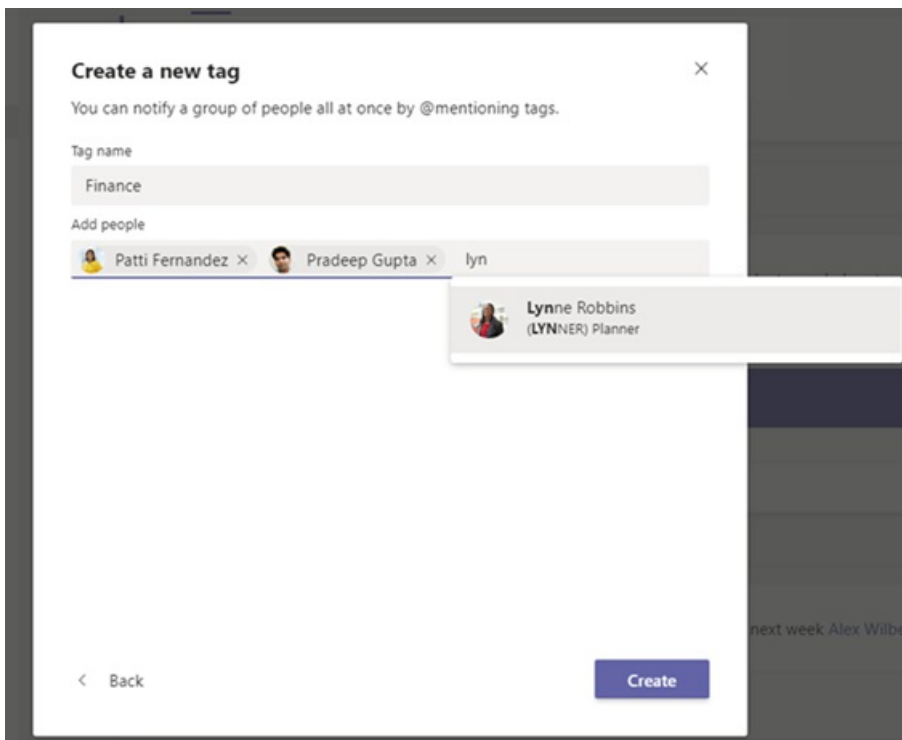 Create a new tag
You can notify a group of people all at once by @mentioning tags.
Tag name
Finance
Add people
Patti Fernandez × Pradeep Gupta × lyn
Lynne Robbins
(LYNNER) Planner
next week Alex
Back Create